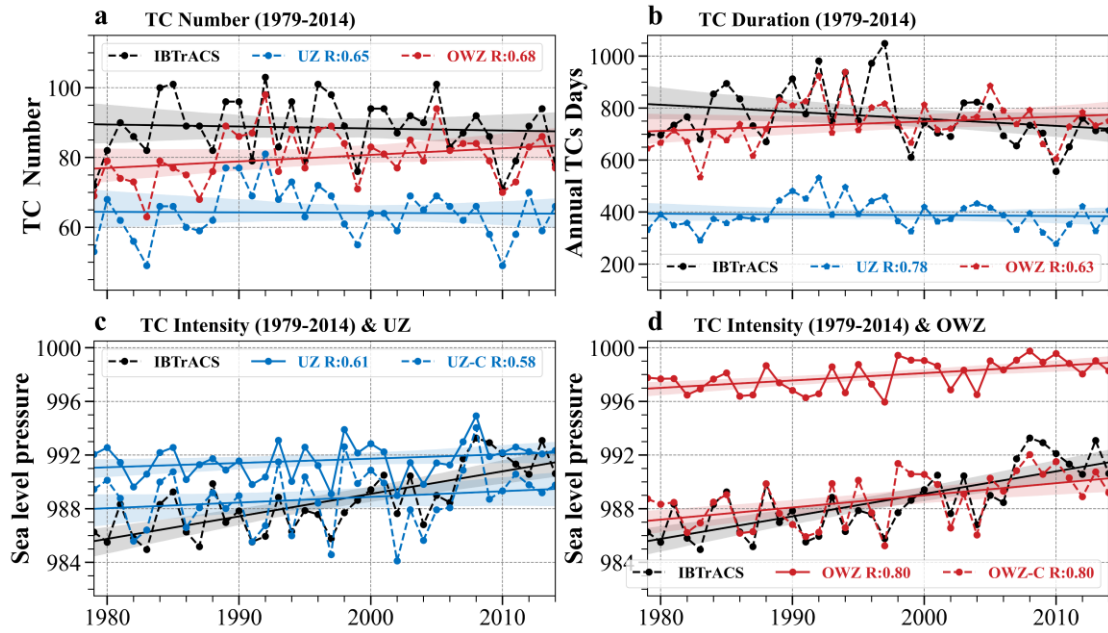 a TC Number (1979-2014)
IBTrACS UZ R:0.65 OWZ R:0.68
TC Number
100
80
60
b TC Duration (1979-2014)
Annual TCs Days
1000
800
600
400
200
IBTrACS UZ R:0.78 OWZ R:0.63
c TC Intensity (1979-2014) & UZ
IBTrACS UZ R:0.61 UZ-C R:0.58
Sea level pressure
1000
996
992
988
984
1980 1990 2000 2010
d TC Intensity (1979-2014) & OWZ
Sea level pressure
1000
996
992
988
984
IBTrACS OWZ R:0.80 OWZ-C R:0.80
1980 1990 2000 2010